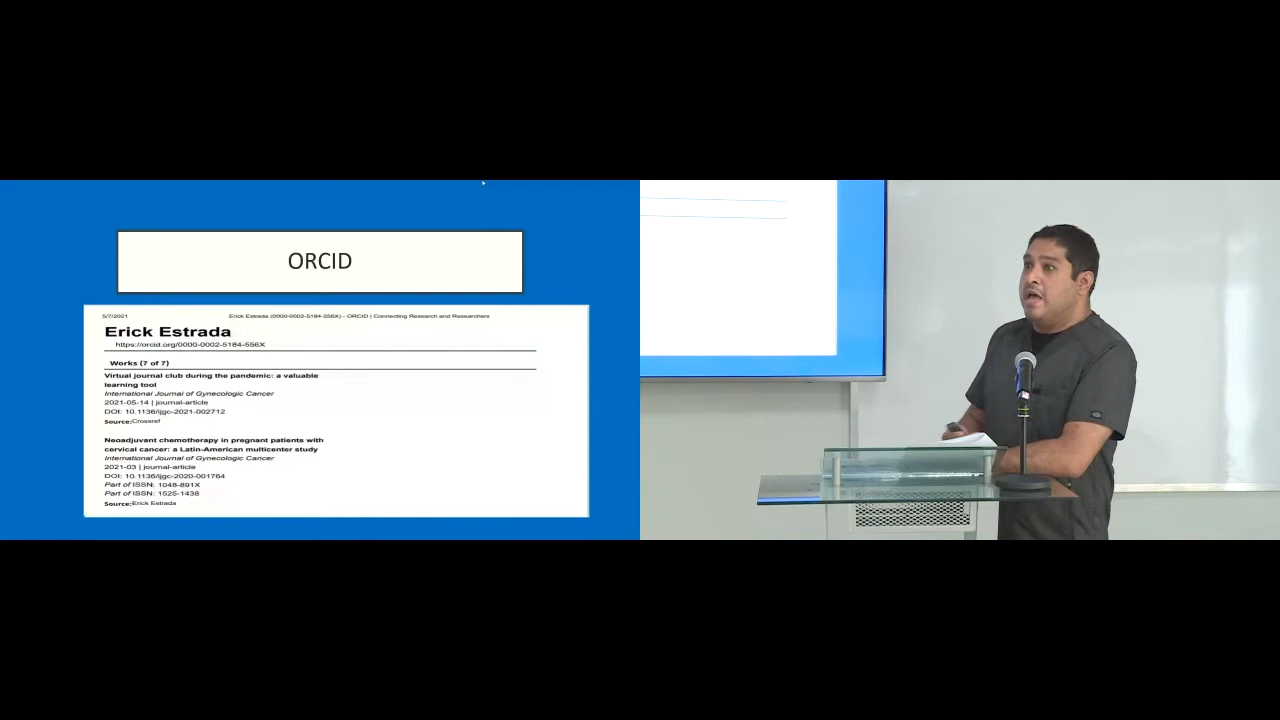 ORCID
5/7/2021 Erick Estrada (0000-0002-5184-556X) - ORCID | Connecting Research and Researchers
Erick Estrada
https://orcid.org/0000-0002-5184-556X
Works (7 of 7)
Virtual journal club during the pandemic: a valuable
learning tool
International Journal of Gynecologic Cancer
2021-05-14 | journal-article
DOI: 10.1136/ijgc-2021-002712
Source:Crossref
Neoadjuvant chemotherapy in pregnant patients with
cervical cancer: a Latin-American multicenter study
International Journal of Gynecologic Cancer
2021-03 | journal-article
DOI: 10.1136/ijgc-2020-001764
Part of ISSN: 1048-891X
Part of ISSN: 1525-1438
Source:Erick Estrada